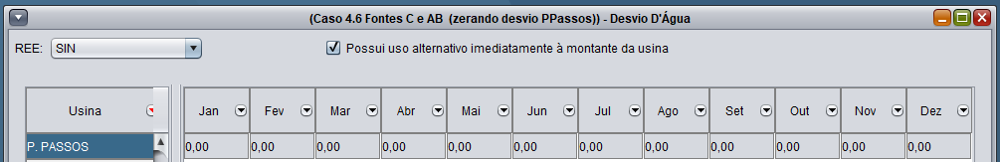 (Caso 4.6 Fontes C e AB (zerando desvio PPassos)) - Desvio D'Água
REE: SIN Possui uso alternativo imediatamente à montante da usina
Usina Jan Fev Mar Abr Mai Jun Jul Ago Set Out Nov Dez
P. PASSOS 0,00 0,00 0,00 0,00 0,00 0,00 0,00 0,00 0,00 0,00 0,00 0,00